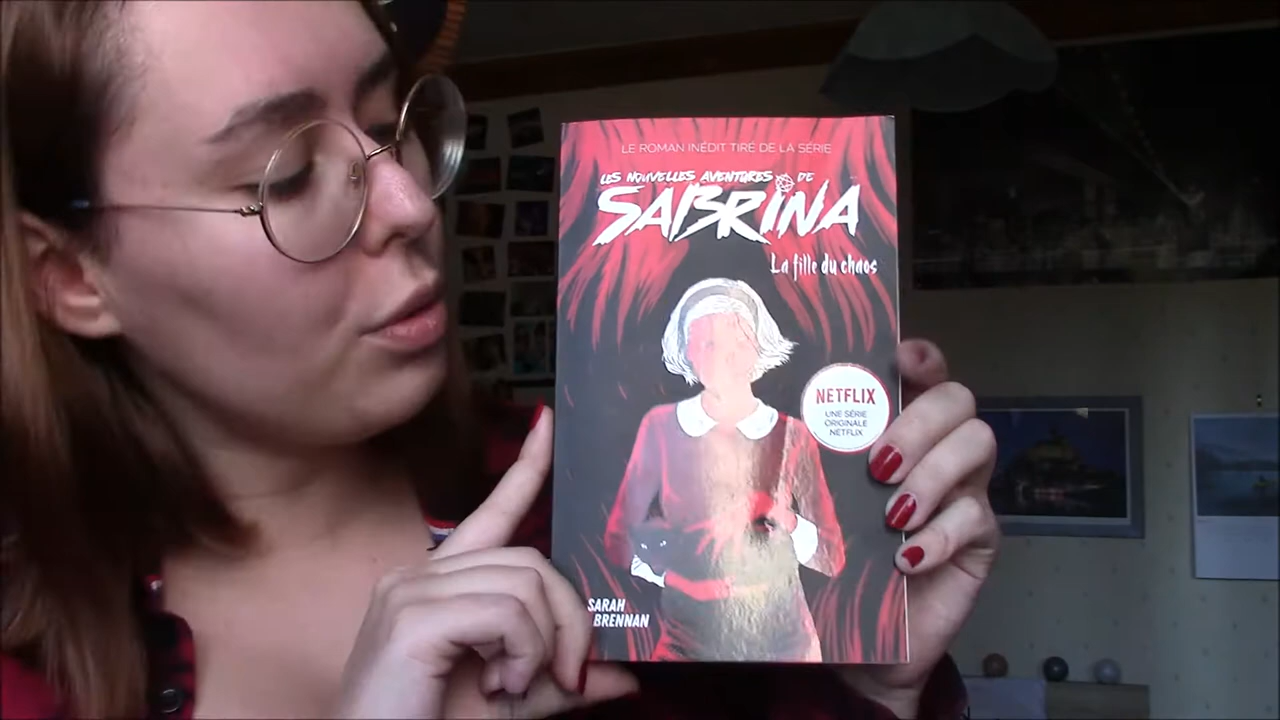 LE ROMAN INÉDIT TIRÉ DE LA SÉRIE
LES NOUVELLES AVENTURES DE
SABRINA
La fille du chaos
NETFLIX
UNE SÉRIE
ORIGINALE
NETFLIX
SARAH
BRENNAN